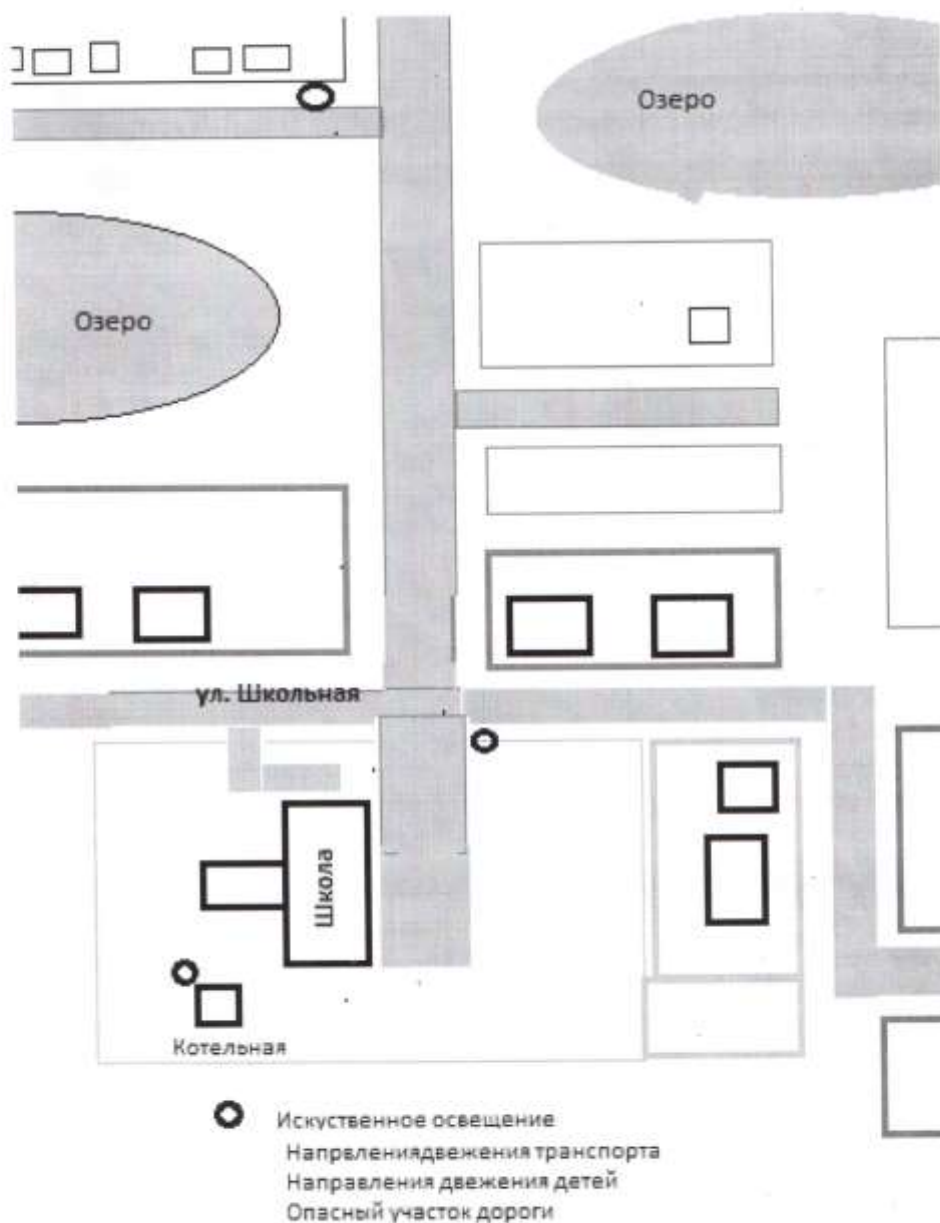 Озеро
Озеро
ул. Школьная
Школа
Котельная
Искуственное освещение
Напрвлениядвежения транспорта
Направления двежения детей
Опасный участок дороги